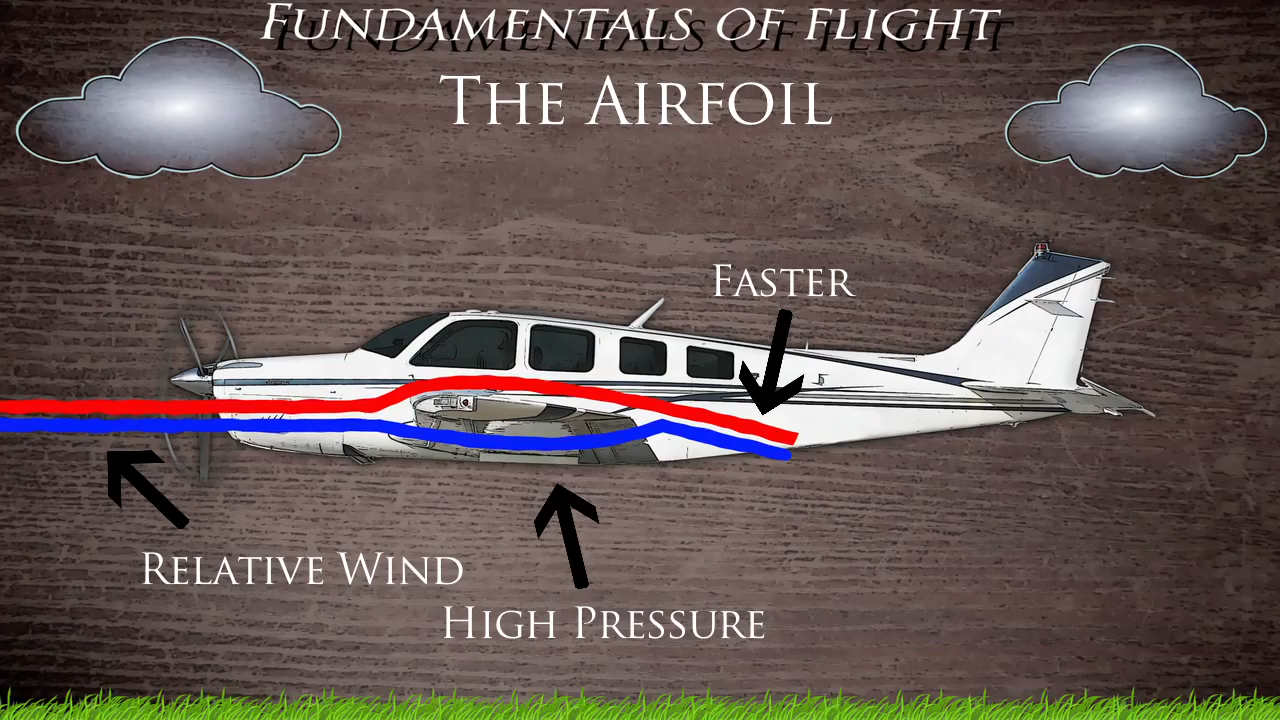 Fundamentals of flight
The Airfoil
Faster
Relative Wind
High Pressure